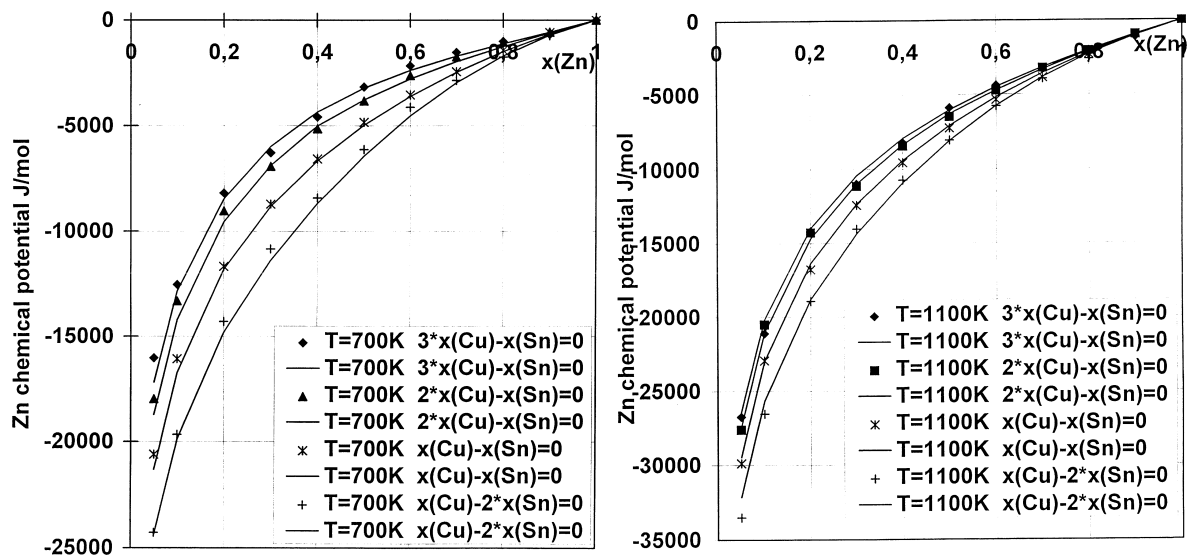 0
0,2
0,4
0,6
0,8
1
x(Zn)
-5000
-10000
-15000
-20000
-25000
Zn chemical potential J/mol
T=700K 3*x(Cu)-x(Sn)=0
T=700K 3*x(Cu)-x(Sn)=0
T=700K 2*x(Cu)-x(Sn)=0
T=700K 2*x(Cu)-x(Sn)=0
T=700K x(Cu)-x(Sn)=0
T=700K x(Cu)-x(Sn)=0
T=700K x(Cu)-2*x(Sn)=0
T=700K x(Cu)-2*x(Sn)=0
0
0
0,2
0,4
0,6
0,8
1
x(Zn)
-5000
-10000
-15000
-20000
-25000
-30000
-35000
Zn chemical potential J/mol
T=1100K 3*x(Cu)-x(Sn)=0
T=1100K 3*x(Cu)-x(Sn)=0
T=1100K 2*x(Cu)-x(Sn)=0
T=1100K 2*x(Cu)-x(Sn)=0
T=1100K x(Cu)-x(Sn)=0
T=1100K x(Cu)-x(Sn)=0
T=1100K x(Cu)-2*x(Sn)=0
T=1100K x(Cu)-2*x(Sn)=0